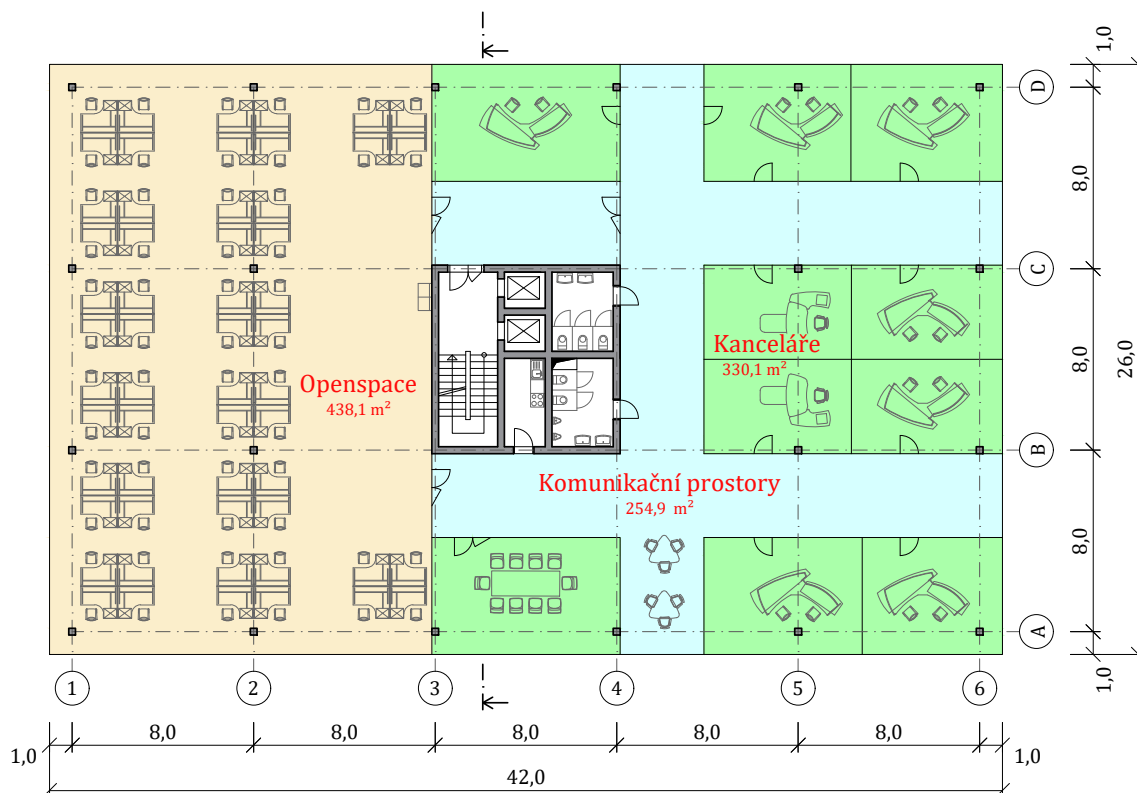 1,0
D
8,0
C
Kanceláře
330,1 m²
Openspace
438,1 m²
8,0
26,0
B
Komunikační prostory
254,9 m²
8,0
A
1,0
1
2
3
4
5
6
1,0
8,0
8,0
8,0
8,0
8,0
1,0
42,0